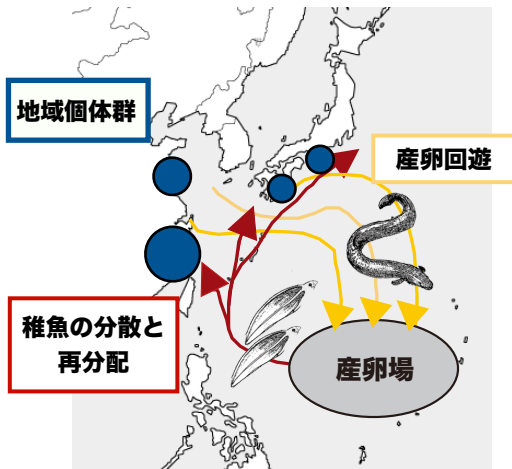 地域個体群
産卵回遊
稚魚の分散と
再分配
産卵場